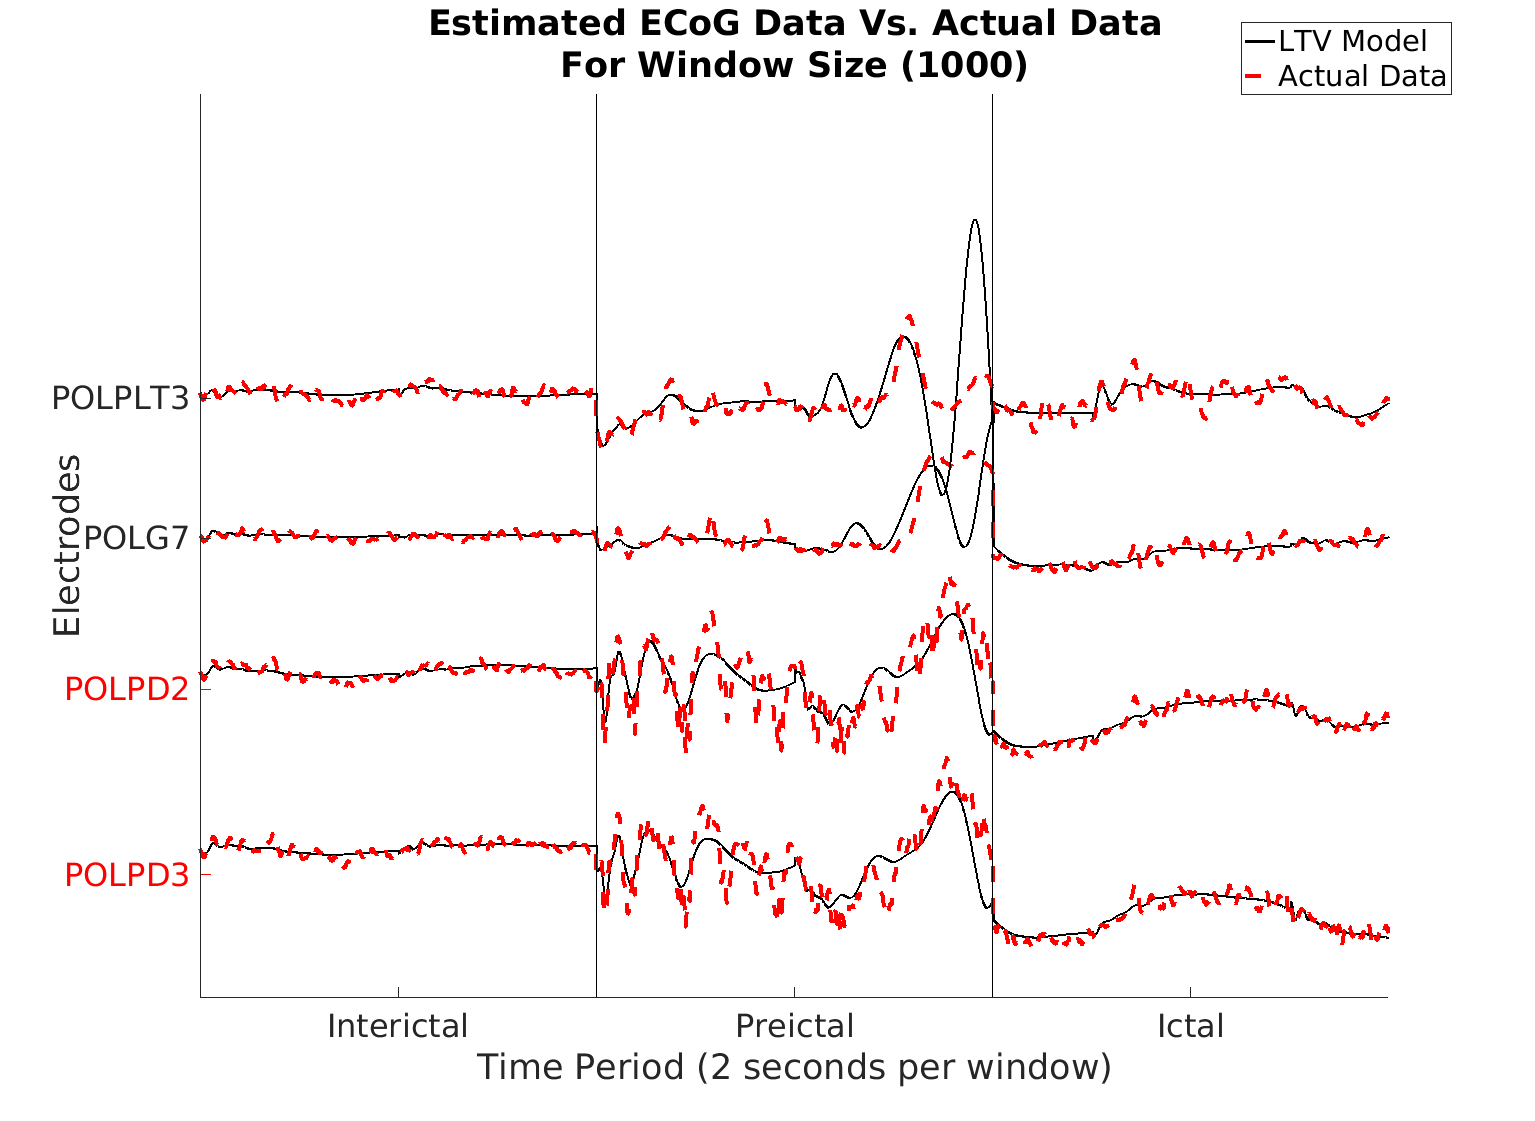 Estimated ECoG Data Vs. Actual Data
For Window Size (1000)
LTV Model
Actual Data
Electrodes
POLPLT3
POLG7
POLPD2
POLPD3
Interictal
Preictal
Ictal
Time Period (2 seconds per window)